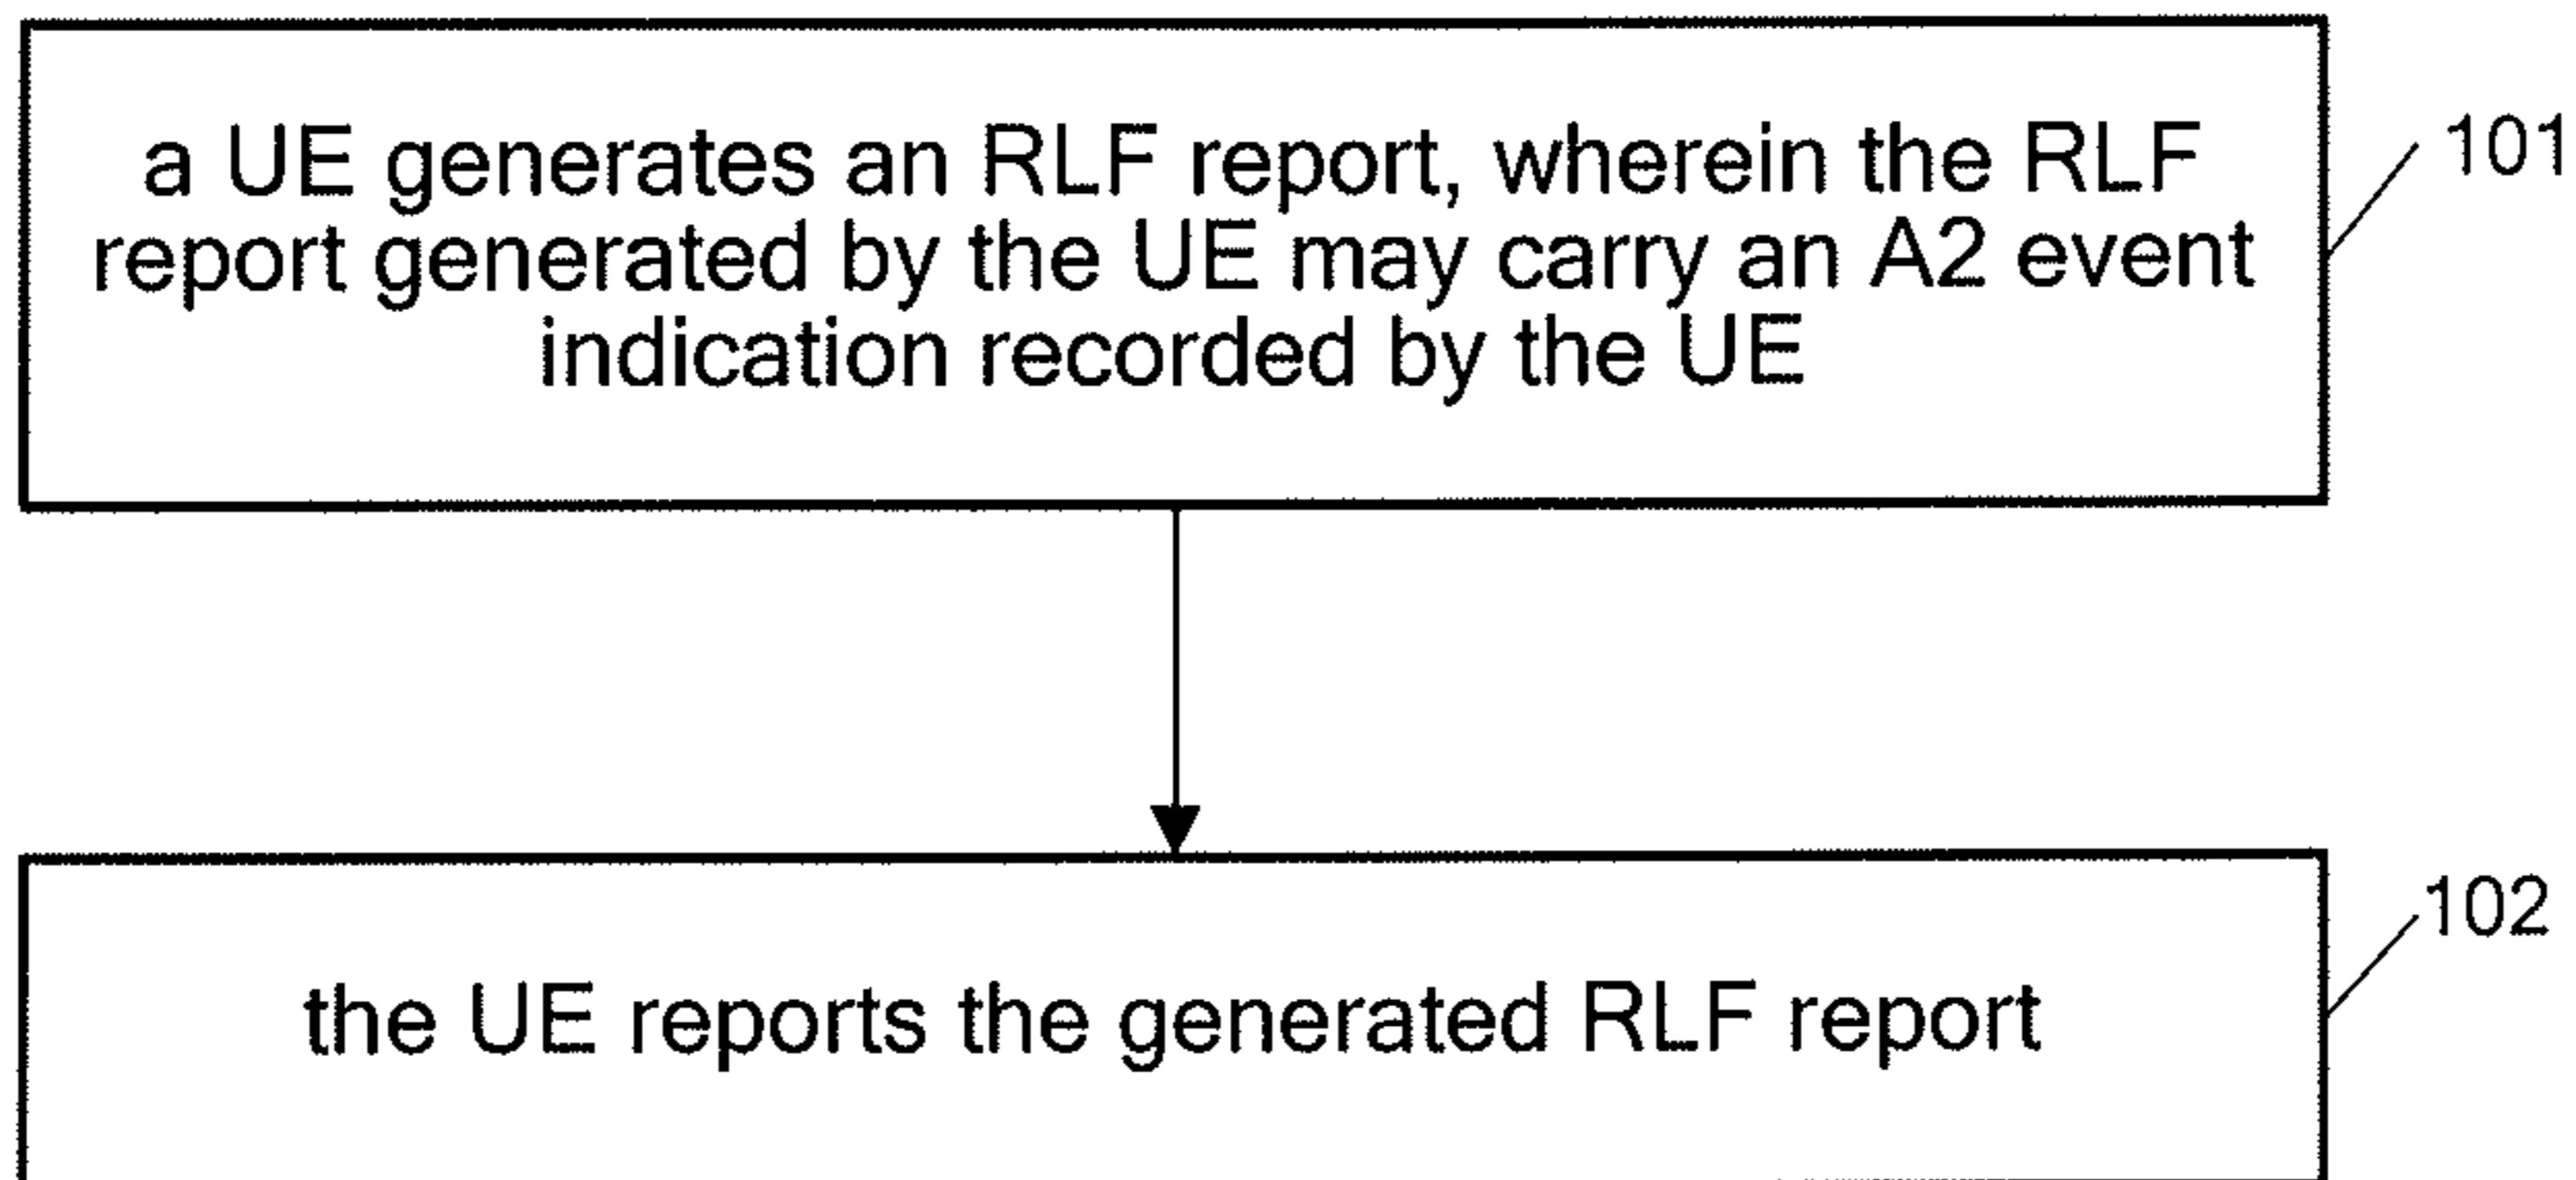 a UE generates an RLF report, wherein the RLF
report generated by the UE may carry an A2 event
indication recorded by the UE
101
the UE reports the generated RLF report
102